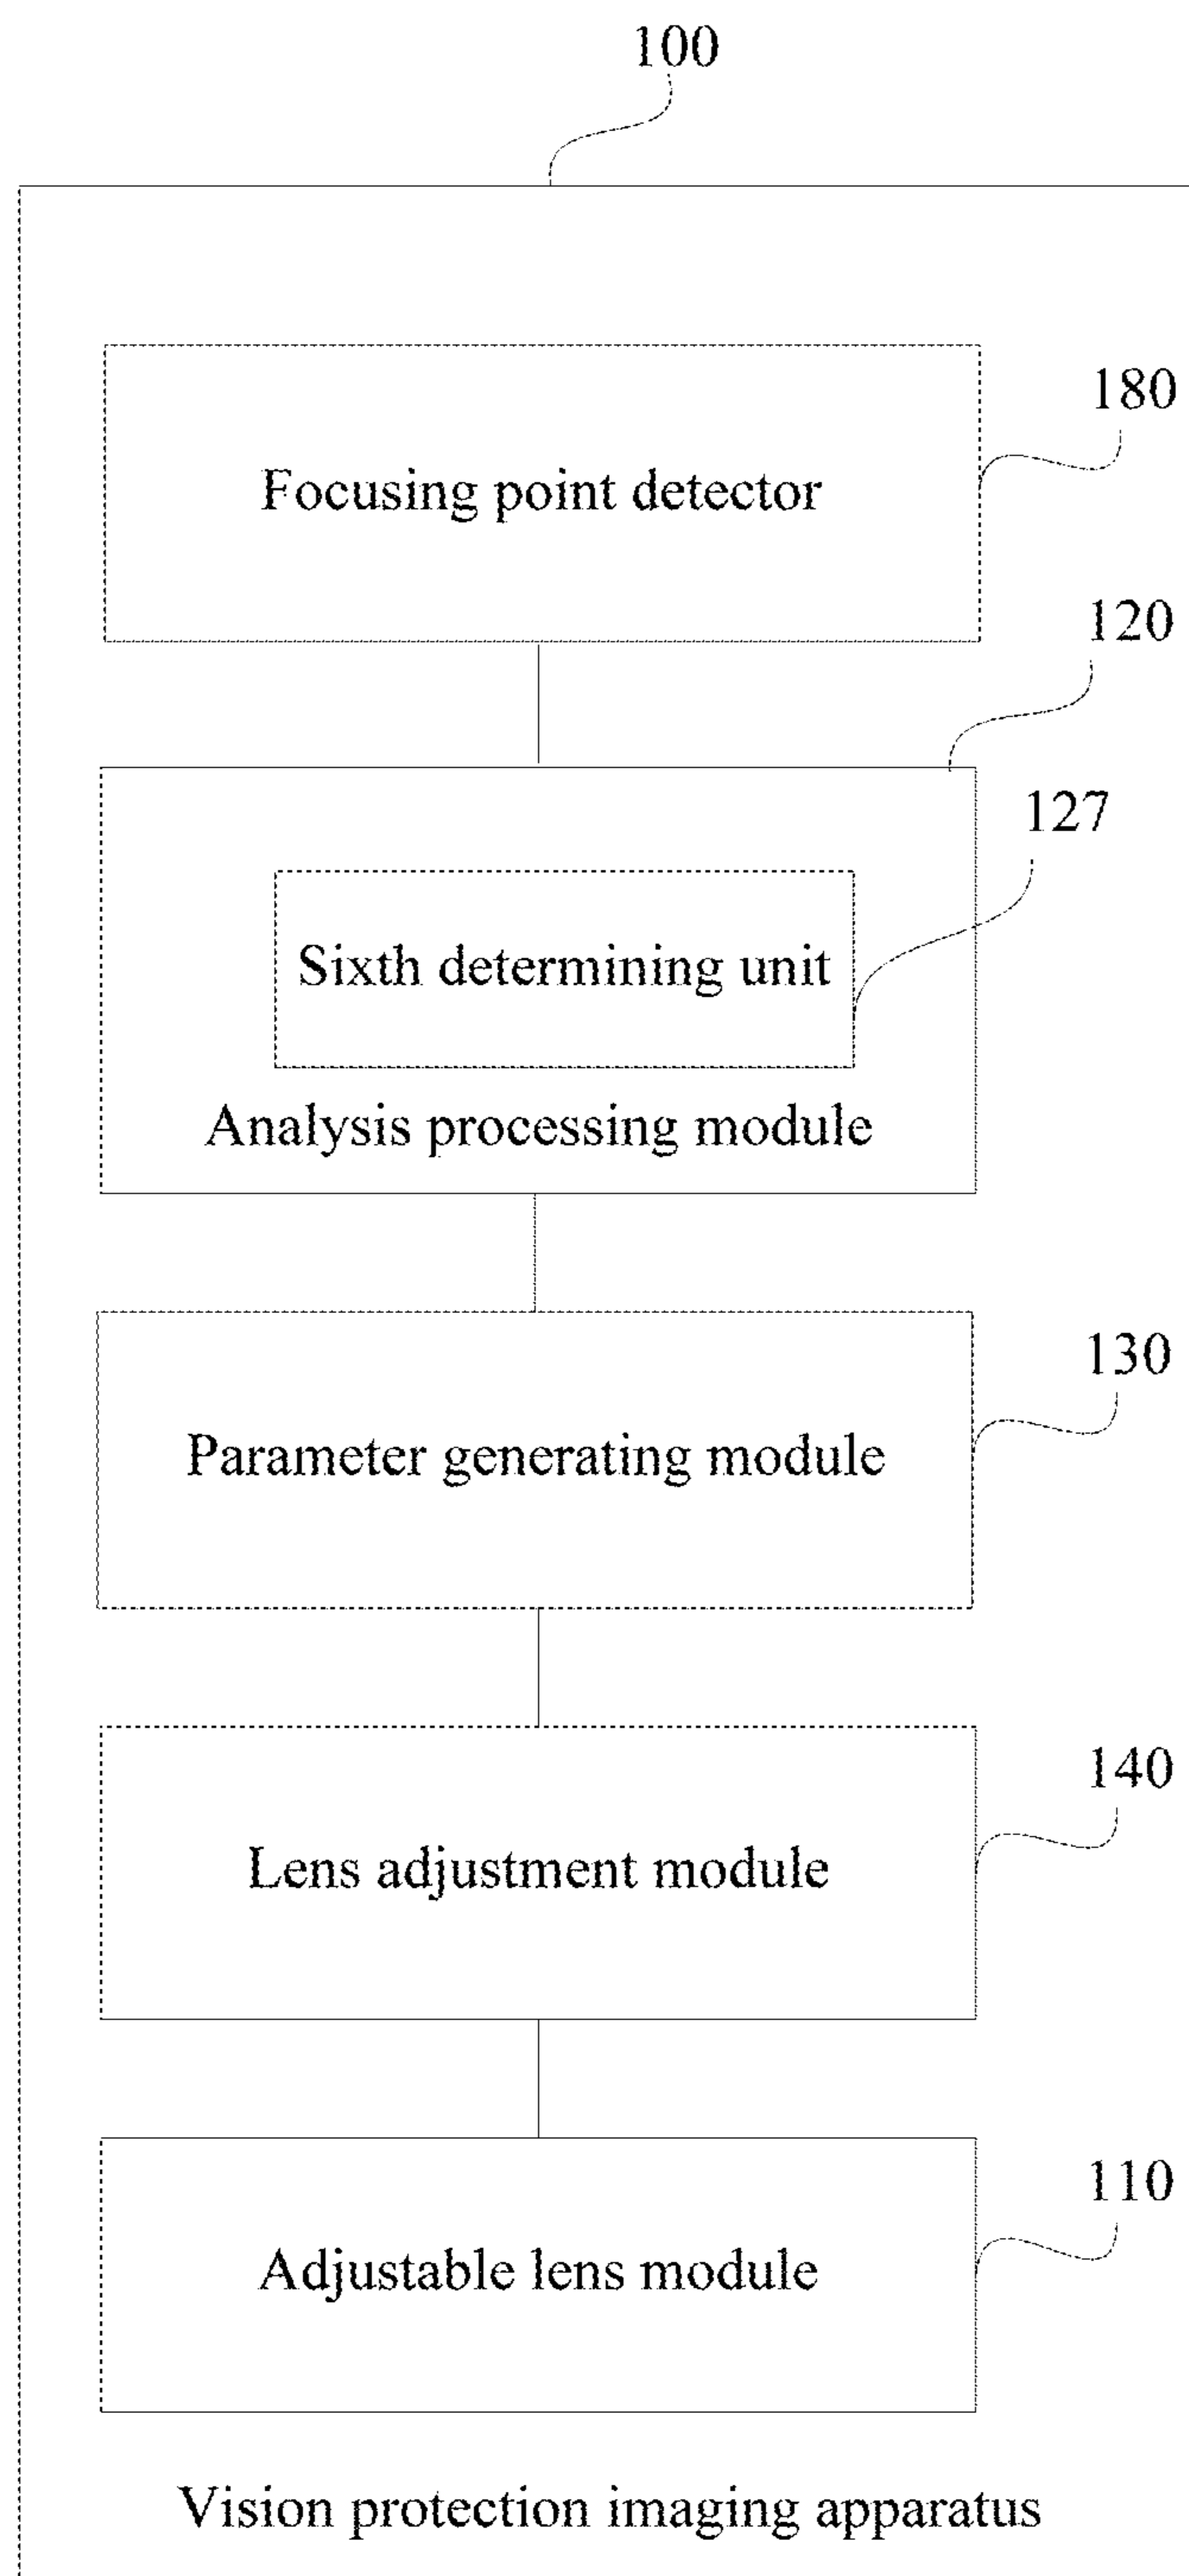 100
180
Focusing point detector
120
127
Sixth determining unit
Analysis processing module
130
Parameter generating module
140
Lens adjustment module
110
Adjustable lens module
Vision protection imaging apparatus